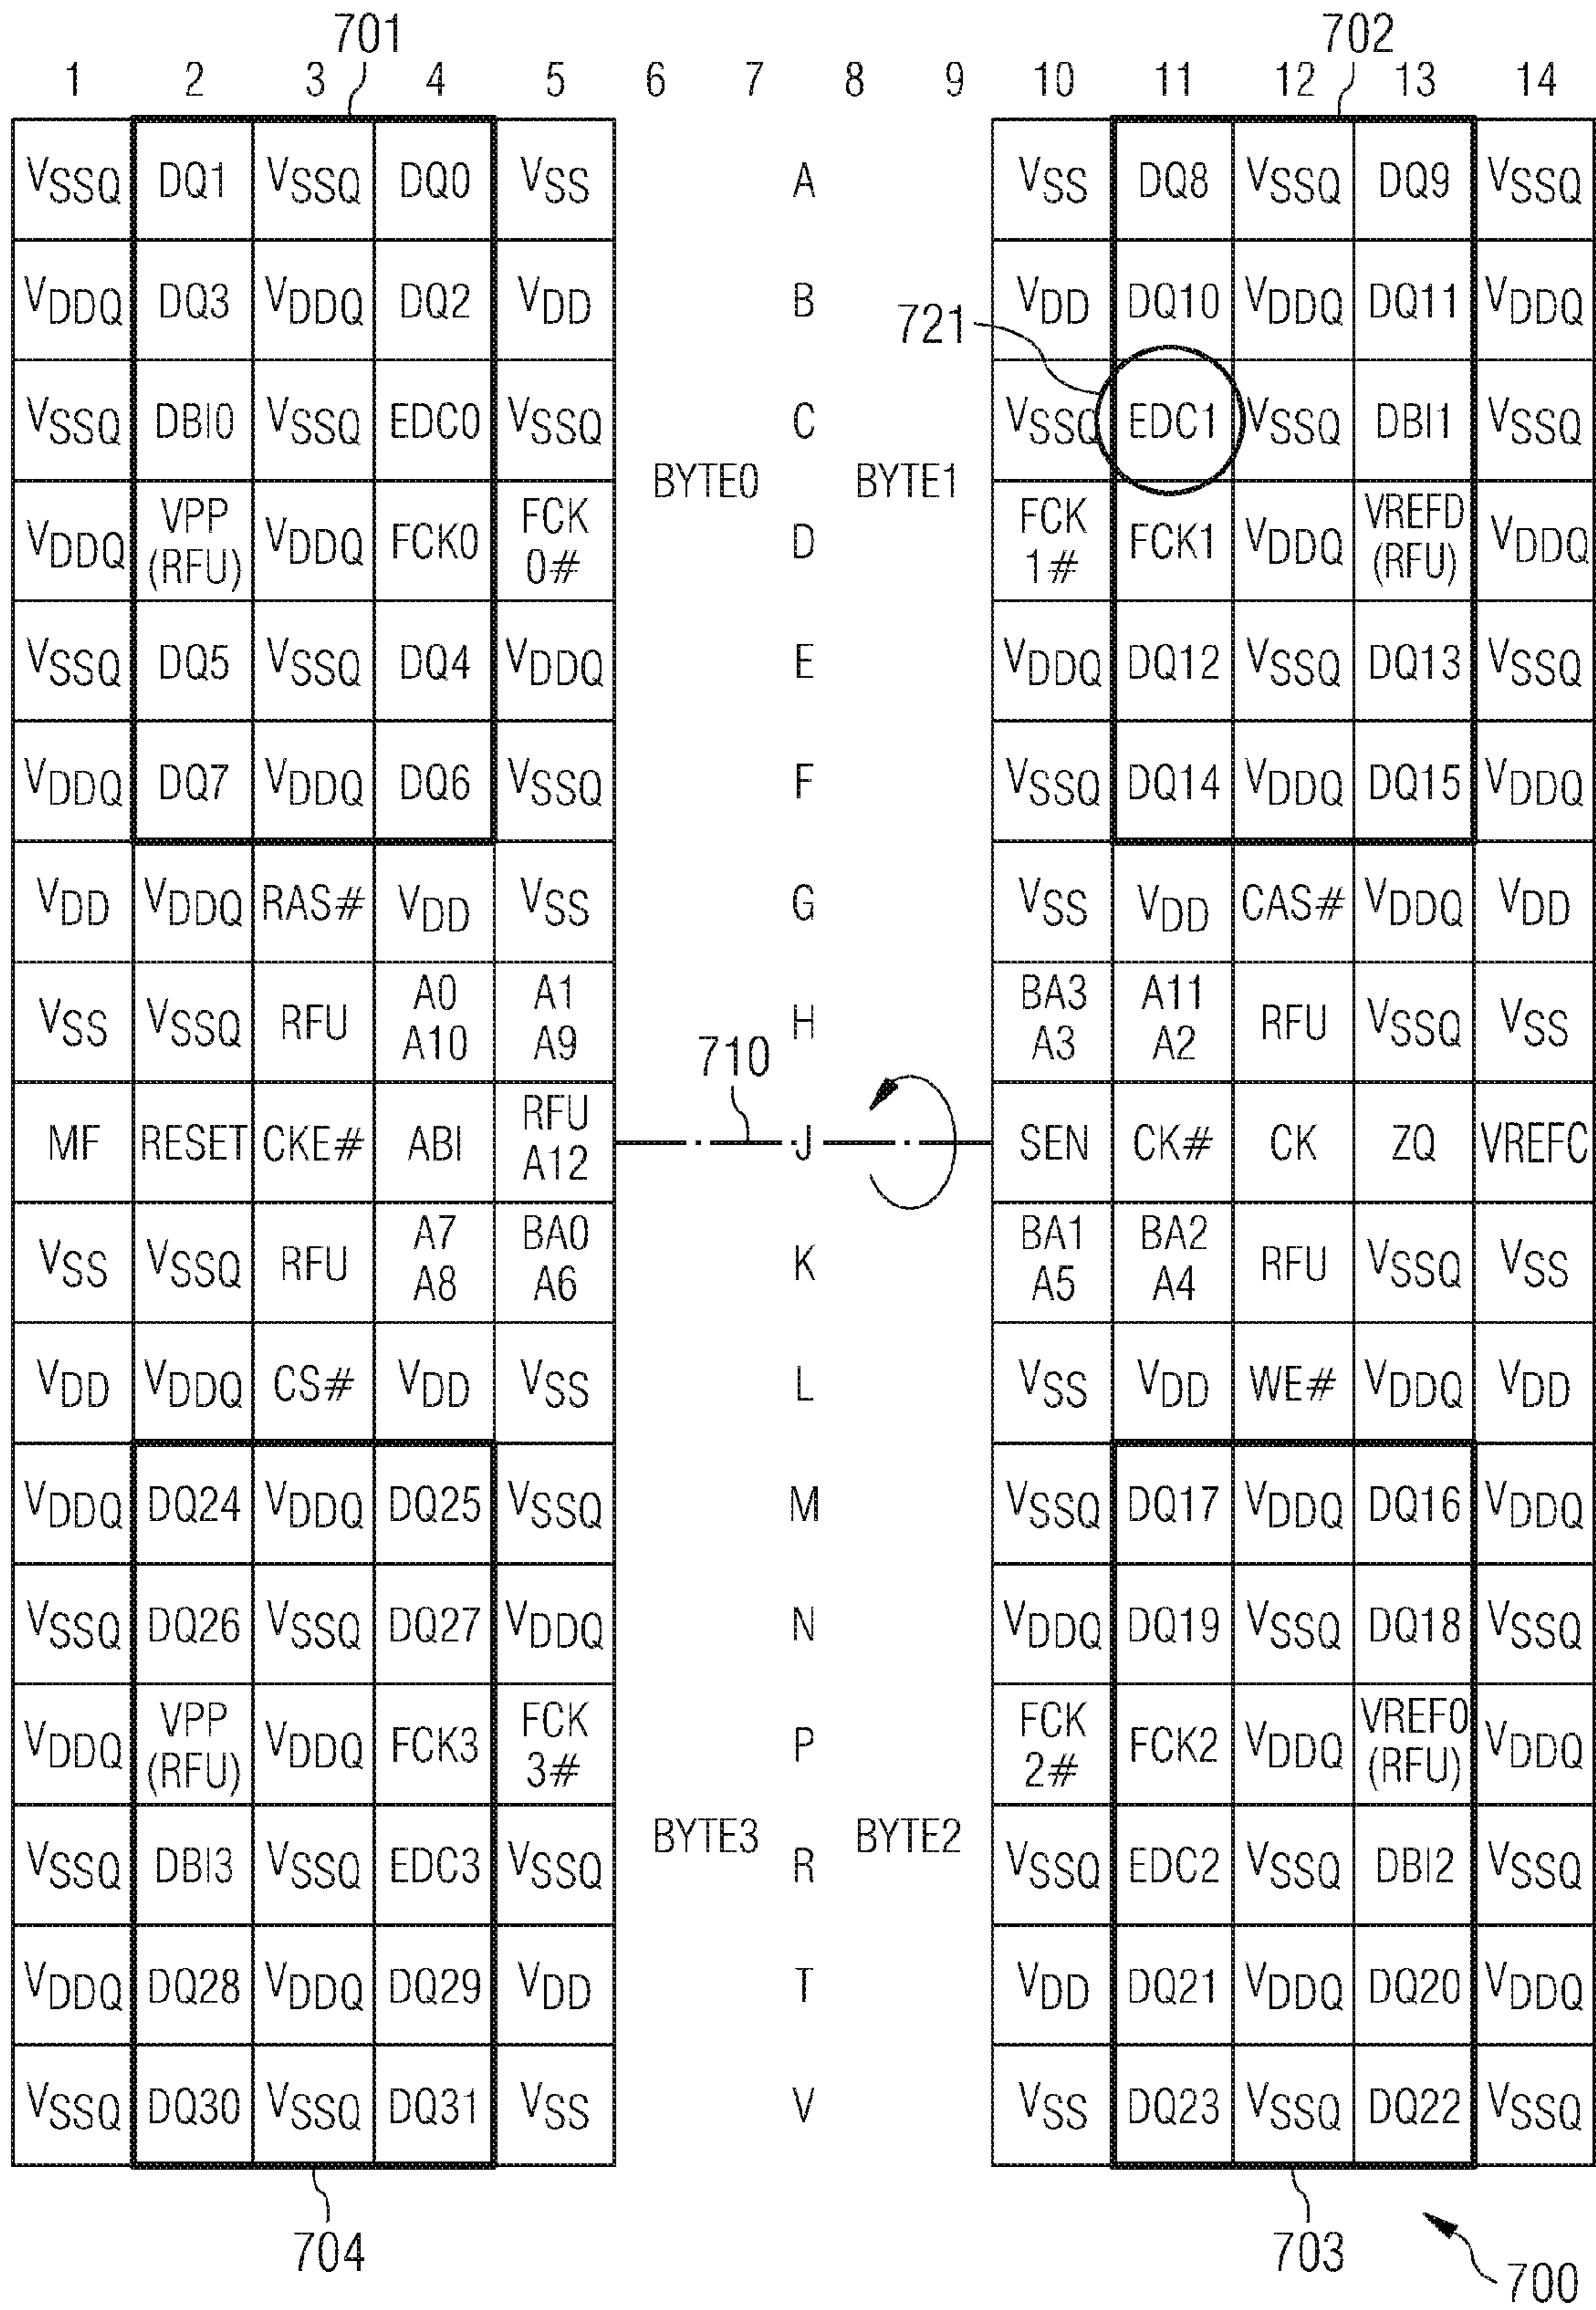 701 702
1 2 3 4 5 6 7 8 9 10 11 12 13 14
VSSQ DQ1 VSSQ DQ0 VSS A VSS DQ8 VSSQ DQ9 VSSQ
VDDQ DQ3 VDDQ DQ2 VDD B VDD DQ10 VDDQ DQ11 VDDQ
721
VSSQ DBI0 VSSQ EDC0 VSSQ C VSSQ EDC1 VSSQ DBI1 VSSQ
BYTE0 BYTE1
VDDQ VPP (RFU) VDDQ FCK0 FCK 0# D FCK 1# FCK1 VDDQ VREFD (RFU) VDDQ
VSSQ DQ5 VSSQ DQ4 VDDQ E VDDQ DQ12 VSSQ DQ13 VSSQ
VDDQ DQ7 VDDQ DQ6 VSSQ F VSSQ DQ14 VDDQ DQ15 VDDQ
VDD VDDQ RAS# VDD VSS G VSS VDD CAS# VDDQ VDD
VSS VSSQ RFU A0 A10 A1 A9 H BA3 A3 A11 A2 RFU VSSQ VSS
710
MF RESET CKE# ABI RFU A12 J SEN CK# CK ZQ VREFC
VSS VSSQ RFU A7 A8 BA0 A6 K BA1 A5 BA2 A4 RFU VSSQ VSS
VDD VDDQ CS# VDD VSS L VSS VDD WE# VDDQ VDD
VDDQ DQ24 VDDQ DQ25 VSSQ M VSSQ DQ17 VDDQ DQ16 VDDQ
VSSQ DQ26 VSSQ DQ27 VDDQ N VDDQ DQ19 VSSQ DQ18 VSSQ
VDDQ VPP (RFU) VDDQ FCK3 FCK 3# P FCK 2# FCK2 VDDQ VREF0 (RFU) VDDQ
BYTE3 BYTE2
VSSQ DBI3 VSSQ EDC3 VSSQ R VSSQ EDC2 VSSQ DBI2 VSSQ
VDDQ DQ28 VDDQ DQ29 VDD T VDD DQ21 VDDQ DQ20 VDDQ
VSSQ DQ30 VSSQ DQ31 VSS V VSS DQ23 VSSQ DQ22 VSSQ
704 703
700